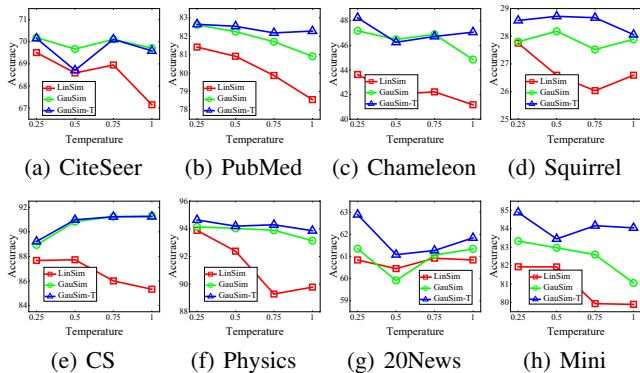 71
70
69
68
67
Accuracy
LinSim
GauSim
GauSim-T
0.25 0.5 0.75 1
Temperature
(a) CiteSeer
83
82
81
80
79
78
Accuracy
LinSim
GauSim
GauSim-T
0.25 0.5 0.75 1
Temperature
(b) PubMed
48
46
44
42
40
Accuracy
LinSim
GauSim
GauSim-T
0.25 0.5 0.75 1
Temperature
(c) Chameleon
29
28
27
26
25
Accuracy
LinSim
GauSim
GauSim-T
0.25 0.5 0.75 1
Temperature
(d) Squirrel
92
90
88
86
84
Accuracy
LinSim
GauSim
GauSim-T
0.25 0.5 0.75 1
Temperature
(e) CS
96
94
92
90
88
Accuracy
LinSim
GauSim
GauSim-T
0.25 0.5 0.75 1
Temperature
(f) Physics
63
62
61
60
59
Accuracy
LinSim
GauSim
GauSim-T
0.25 0.5 0.75 1
Temperature
(g) 20News
85
84
83
82
81
80
Accuracy
LinSim
GauSim
GauSim-T
0.25 0.5 0.75 1
Temperature
(h) Mini